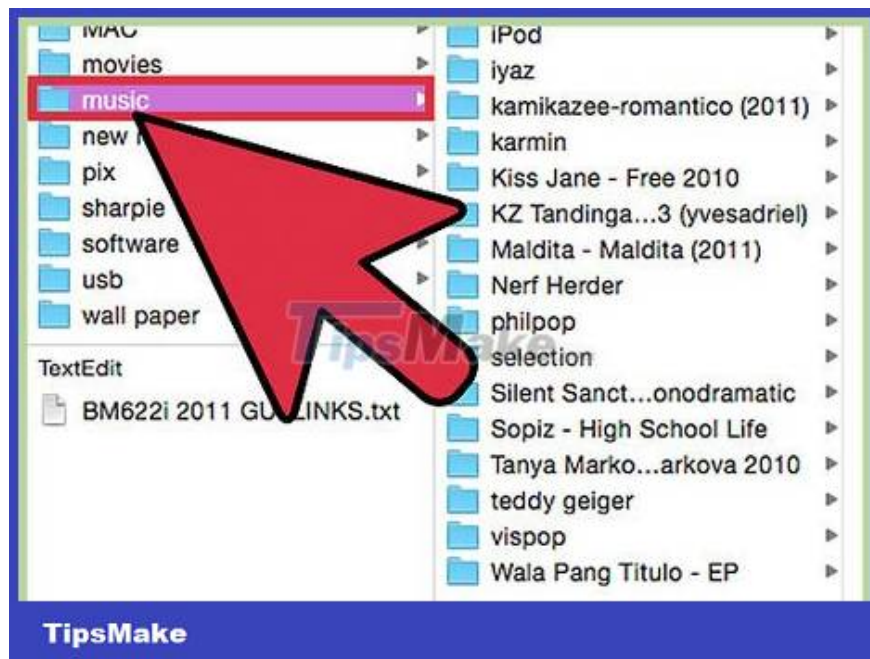 MAC
movies
music
new
pix
sharpie
software
usb
wall paper
TextEdit
BM622i 2011 GU LINKS.txt
iPod
iyaz
kamikazee-romantico (2011)
karmin
Kiss Jane - Free 2010
KZ Tandinga...3 (yvesadriel)
Maldita - Maldita (2011)
Nerf Herder
philpop
selection
Silent Sanct...onodramatic
Sopiz - High School Life
Tanya Marko...arkova 2010
teddy geiger
vispop
Wala Pang Titulo - EP
TipsMake
TipsMake